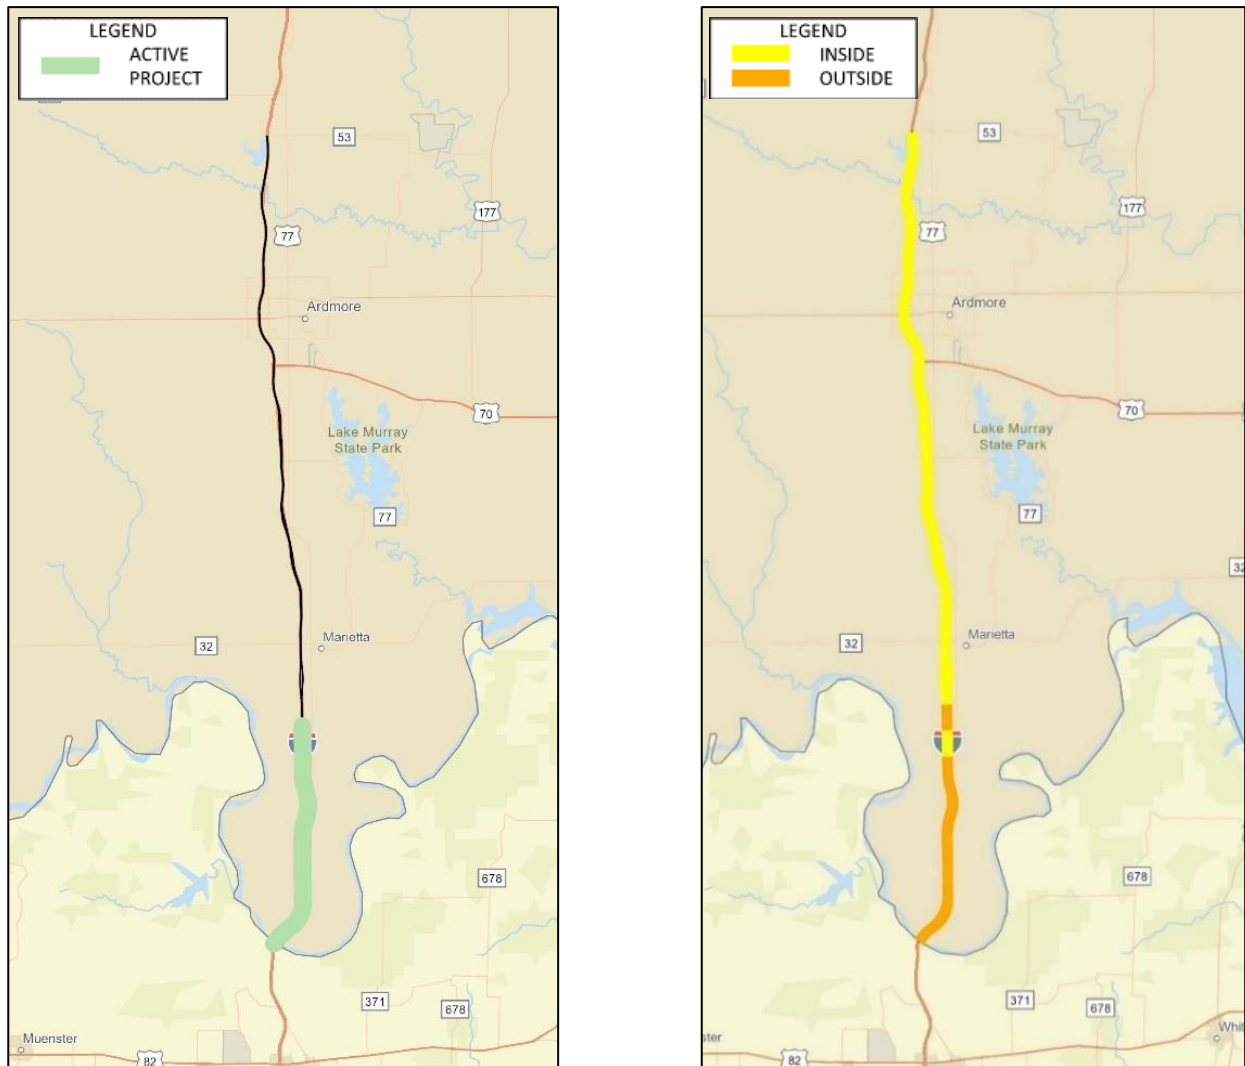 LEGEND
ACTIVE
PROJECT
53
177
77
Ardmore
70
Lake Murray
State Park
77
32
Marietta
678
371
678
Muenster
82
LEGEND
INSIDE
OUTSIDE
53
177
77
Ardmore
70
Lake Murray
State Park
77
32
32
Marietta
678
371
678
ster
Whit
82